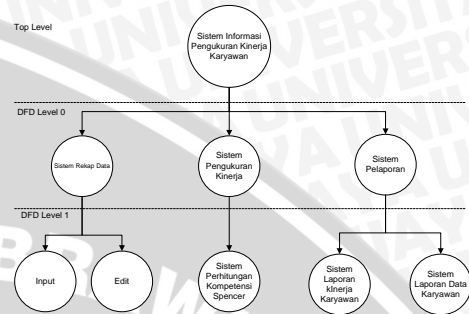 Top Level
Sistem Informasi
Pengukuran Kinerja
Karyawan
DFD Level 0
Sistem Rekap Data
Sistem
Pengukuran
Kinerja
Sistem
Pelaporan
DFD Level 1
Input
Edit
Sistem
Perhitungan
Kompetensi
Spencer
Sistem
Laporan
kInerja
Karyawan
Sistem
Laporan Data
Karyawan